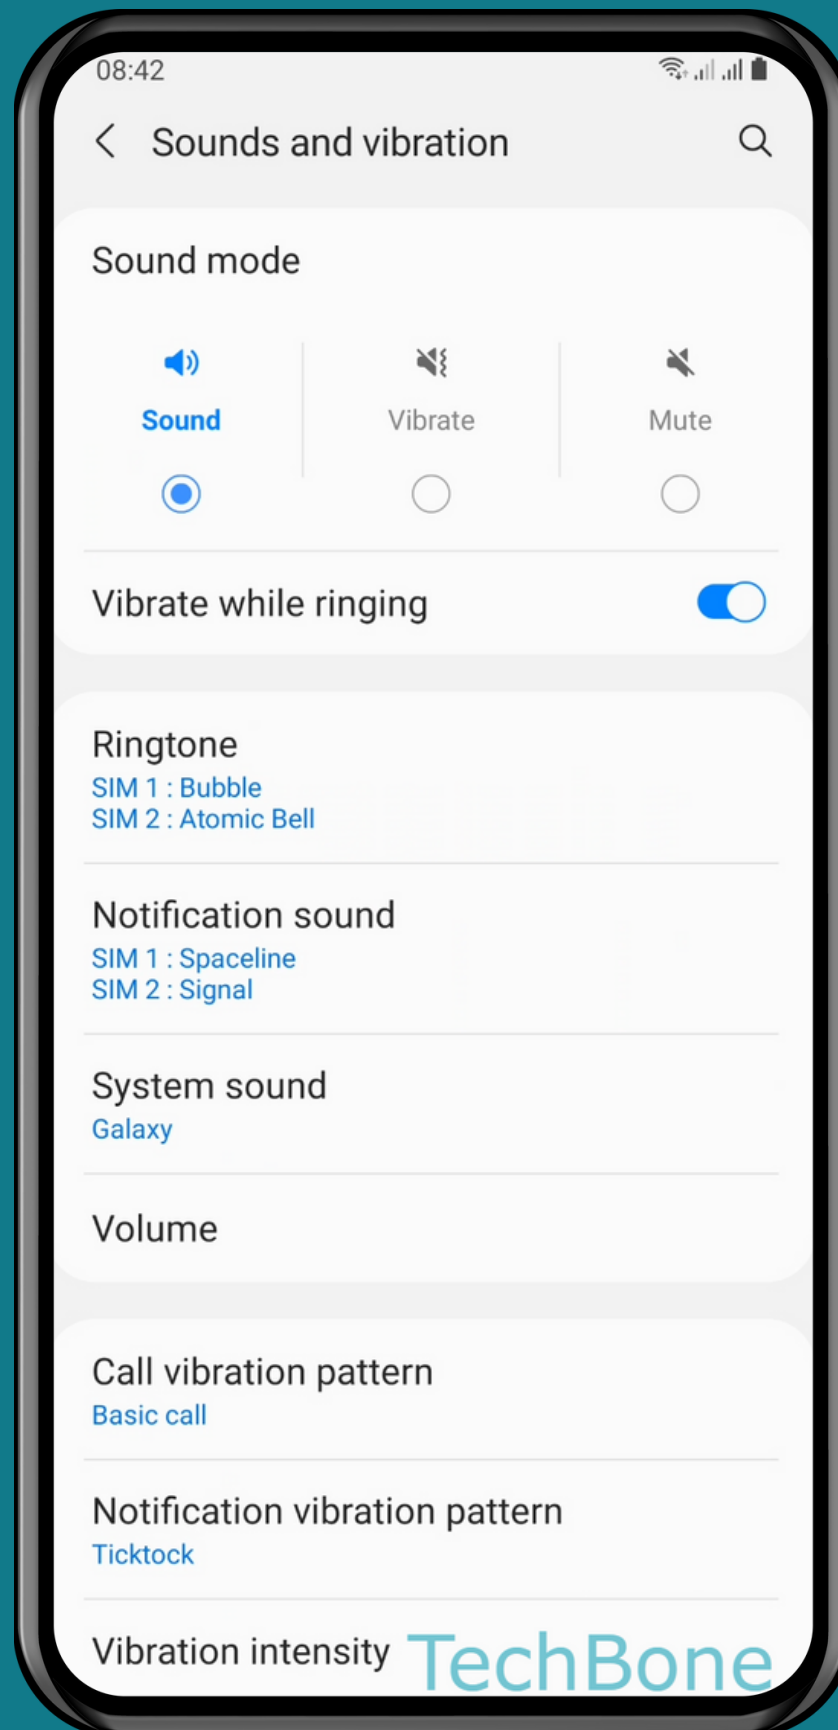 08:42
Sounds and vibration
Sound mode
Sound
Vibrate
Mute
Vibrate while ringing
Ringtone
SIM 1 : Bubble
SIM 2 : Atomic Bell
Notification sound
SIM 1 : Spaceline
SIM 2 : Signal
System sound
Galaxy
Volume
Call vibration pattern
Basic call
Notification vibration pattern
Ticktock
Vibration intensity
TechBone